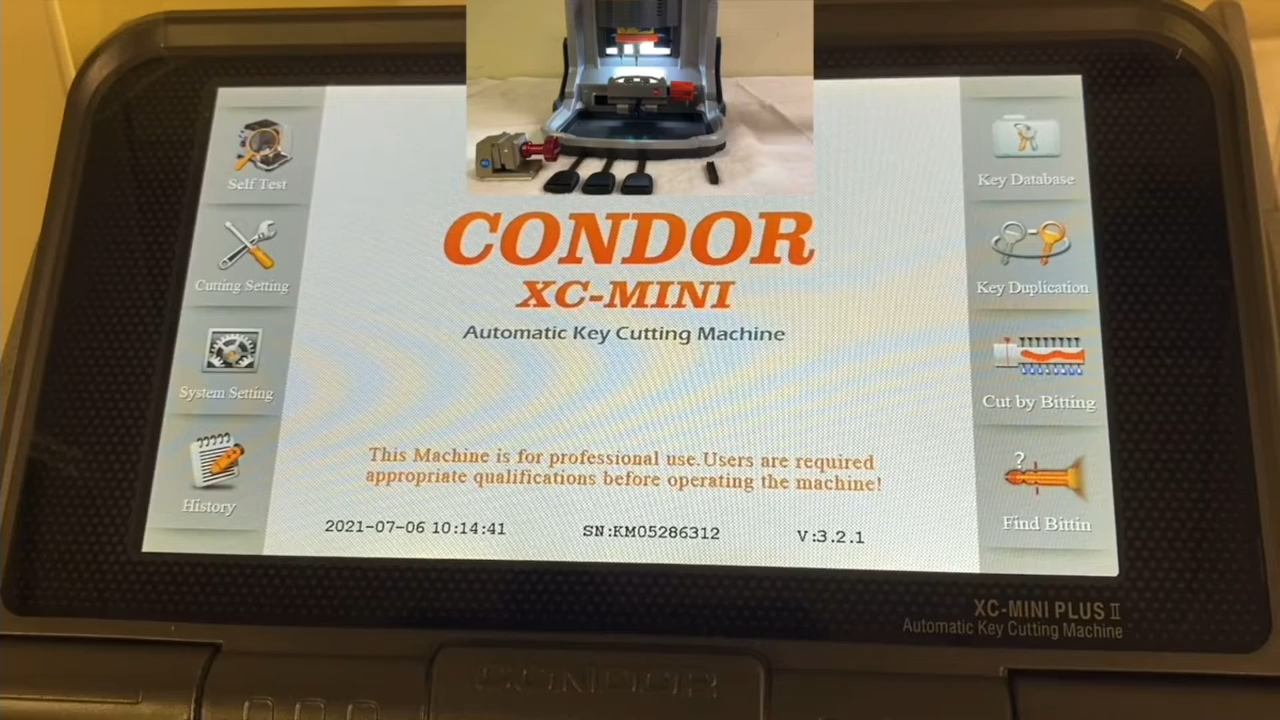 Self Test
Cutting Setting
System Setting
History
CONDOR
XC-MINI
Automatic Key Cutting Machine
This Machine is for professional use.Users are required
appropriate qualifications before operating the machine!
2021-07-06 10:14:41
SN:KM05286312
V:3.2.1
Key Database
Key Duplication
Cut by Bitting
Find Bittin
XC-MINI PLUS II
Automatic Key Cutting Machine
CONDOR